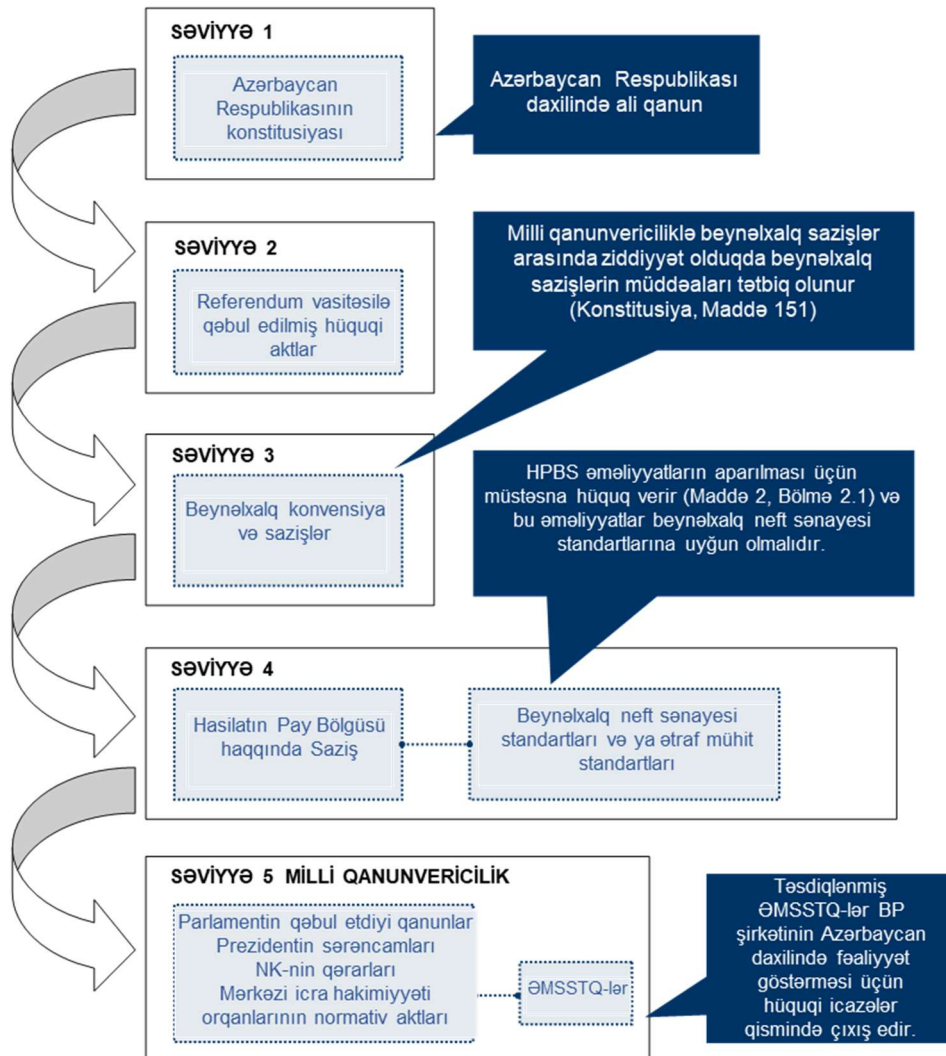 SƏVİYYƏ 1
Azərbaycan
Respublikasının
konstitusiyası
Azərbaycan Respublikası
daxilində ali qanun
SƏVİYYƏ 2
Referendum vasitəsilə
qəbul edilmiş hüquqi
aktlar
Milli qanunvericiliklə beynəlxalq sazişlər
arasında ziddiyyət olduqda beynəlxalq
sazişlərin müddəaları tətbiq olunur
(Konstitusiya, Maddə 151)
SƏVİYYƏ 3
Beynəlxalq konvensiya
və sazişlər
HPBS əməliyyatların aparılması üçün
müstəsna hüquq verir (Maddə 2, Bölmə 2.1) və
bu əməliyyatlar beynəlxalq neft sənayesi
standartlarına uyğun olmalıdır.
SƏVİYYƏ 4
Hasilatın Pay Bölgüsü
haqqında Saziş
Beynəlxalq neft sənayesi
standartları və ya ətraf mühit
standartları
SƏVİYYƏ 5 MİLLİ QANUNVERİCİLİK
Parlamentin qəbul etdiyi qanunlar
Prezidentin sərəncamları
NK-nin qərarları
Mərkəzi icra hakimiyyəti
orqanlarının normativ aktları
ƏMSSTQ-lər
Təsdiqlənmiş
ƏMSSTQ-lər BP
şirkətinin Azərbaycan
daxilində fəaliyyət
göstərməsi üçün
hüquqi icazələr
qismində çıxış edir.